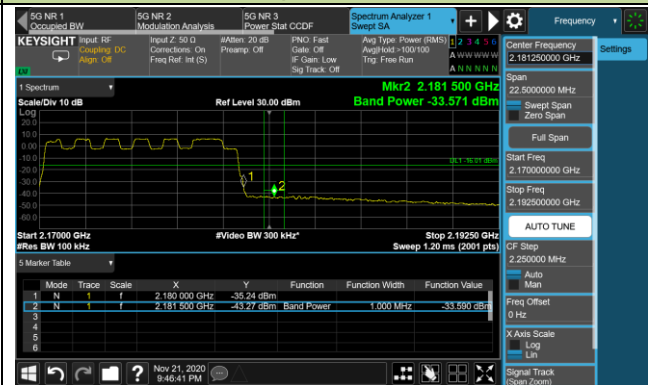 5G NR 1 Occupied BW
5G NR 2 Modulation Analysis
5G NR 3 Power Stat CCDF
Spectrum Analyzer 1 Swept SA
Frequency
KEYSIGHT Input: RF Input Z: 50 Ω #Atten: 20 dB PNO: Fast Avg Type: Power (RMS) 1 2 3 4 5 6
Coupling: DC Corrections: On Preamp: Off Gate: Off Avg|Hold:>100/100 A W W W W W
Align: Off Freq Ref: Int (S) IF Gain: Low Trig: Free Run
Sig Track: Off A N N N N N
LXI
1 Spectrum
Mkr2 2.181 500 GHz
Scale/Div 10 dB Ref Level 30.00 dBm Band Power -33.571 dBm
Log
20.0
10.0
0.00
-10.0
DL1 -16.01 dBm
-20.0
-30.0
-40.0
-50.0
-60.0
1
2
Start 2.17000 GHz #Video BW 300 kHz* Stop 2.19250 GHz
#Res BW 100 kHz Sweep 1.20 ms (2001 pts)
5 Marker Table
Mode Trace Scale X Y Function Function Width Function Value
1 N 1 f 2.180 000 GHz -35.24 dBm
2 N 1 f 2.181 500 GHz -43.27 dBm Band Power 1.000 MHz -33.590 dBm
3
4
5
6
Nov 21, 2020
9:46:41 PM
Center Frequency
2.181250000 GHz
Settings
Span
22.5000000 MHz
Swept Span
Zero Span
Full Span
Start Freq
2.170000000 GHz
Stop Freq
2.192500000 GHz
AUTO TUNE
CF Step
2.250000 MHz
Auto
Man
Freq Offset
0 Hz
X Axis Scale
Log
Lin
Signal Track
(Span Zoom)